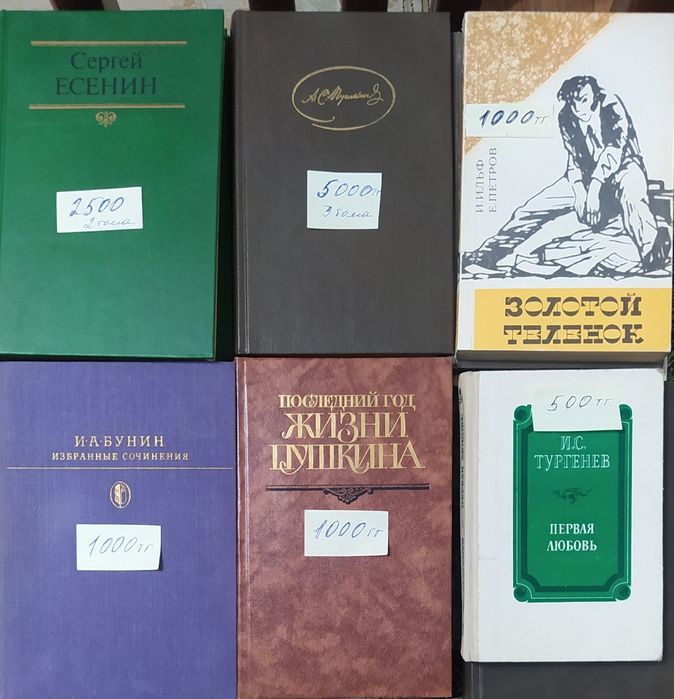 Сергей
ЕСЕНИН
2500
2 тома
А.С. Пушкинъ
5000 тг
3 тома
1000 тг
И. ИЛЬФ
Е. ПЕТРОВ
ЗОЛОТОЙ
ТЕЛЕНОК
И·А·БУНИН
ИЗБРАННЫЕ СОЧИНЕНИЯ
1000 тг
ПОСЛЕДНИЙ ГОД
ЖИЗНИ
ПУШКИНА
1000 тг
500 тг.
И.С.
ТУРГЕНЕВ
ПЕРВАЯ
ЛЮБОВЬ